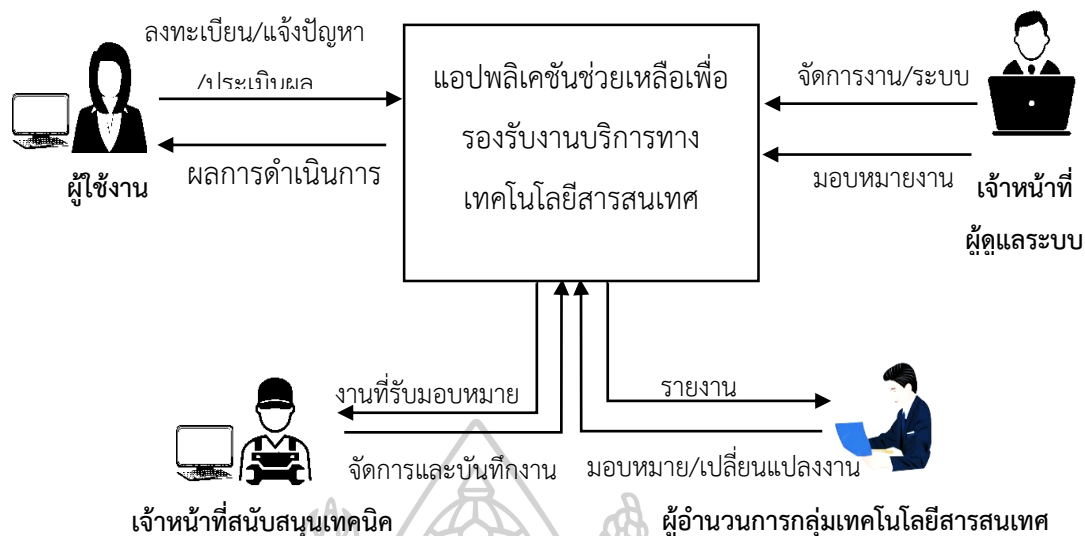 ลงทะเบียน/แจ้งปัญหา
/ประเมินผล
ผลการดำเนินการ
ผู้ใช้งาน
แอปพลิเคชันช่วยเหลือเพื่อ
รองรับงานบริการทาง
เทคโนโลยีสารสนเทศ
จัดการงาน/ระบบ
มอบหมายงาน
เจ้าหน้าที่
ผู้ดูแลระบบ
งานที่รับมอบหมาย
จัดการและบันทึกงาน
เจ้าหน้าที่สนับสนุนเทคนิค
รายงาน
มอบหมาย/เปลี่ยนแปลงงาน
ผู้อำนวนการกลุ่มเทคโนโลยีสารสนเทศ